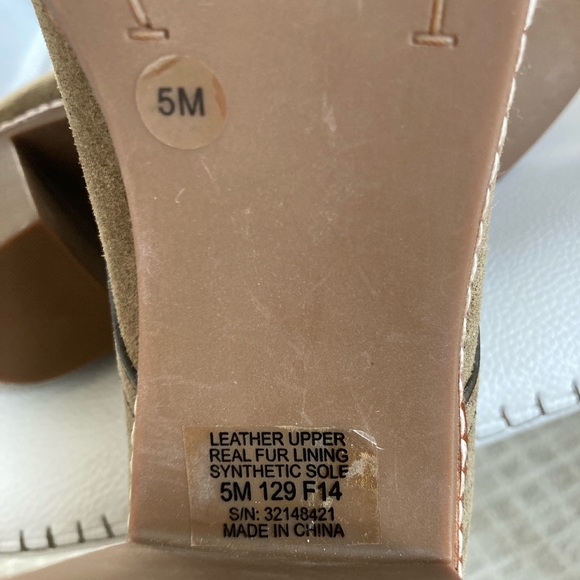 5M
LEATHER UPPER
REAL FUR LINING
SYNTHETIC SOLE
5M 129 F14
S/N: 32148421
MADE IN CHINA